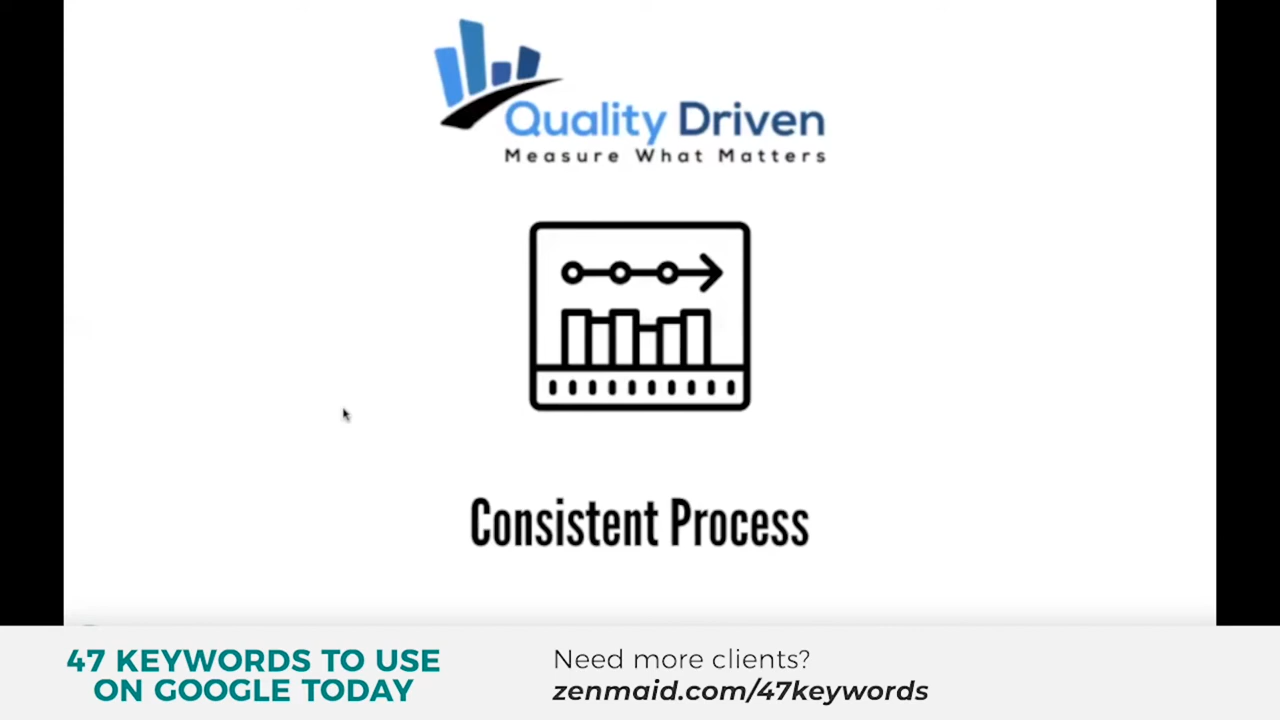 Quality Driven
Measure What Matters
Consistent Process
47 KEYWORDS TO USE
ON GOOGLE TODAY
Need more clients?
zenmaid.com/47keywords